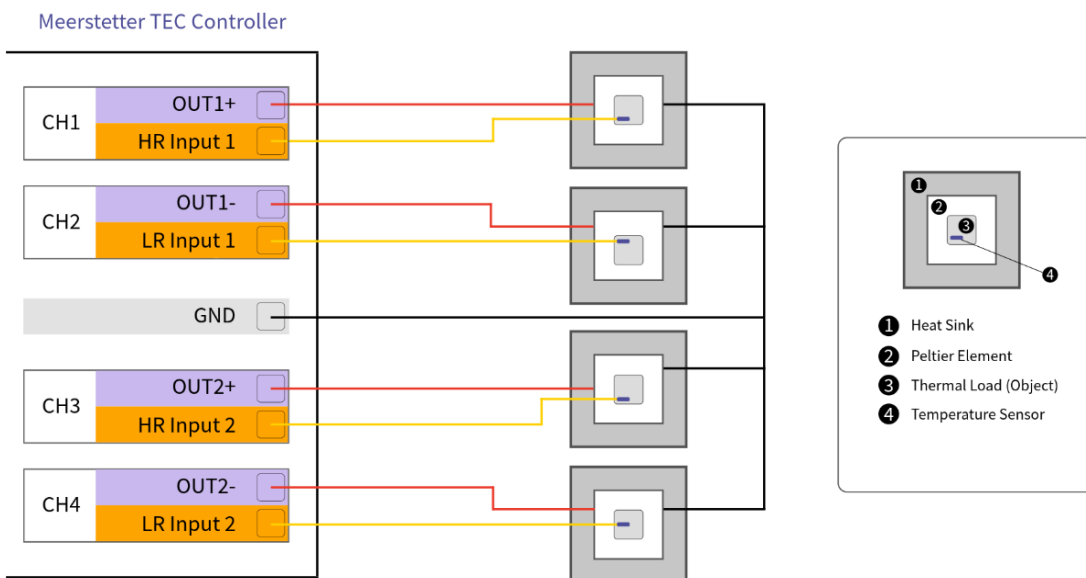 Meerstetter TEC Controller
CH1
OUT1+
HR Input 1
CH2
OUT1-
LR Input 1
GND
CH3
OUT2+
HR Input 2
CH4
OUT2-
LR Input 2
1
2
3
4
1 Heat Sink
2 Peltier Element
3 Thermal Load (Object)
4 Temperature Sensor